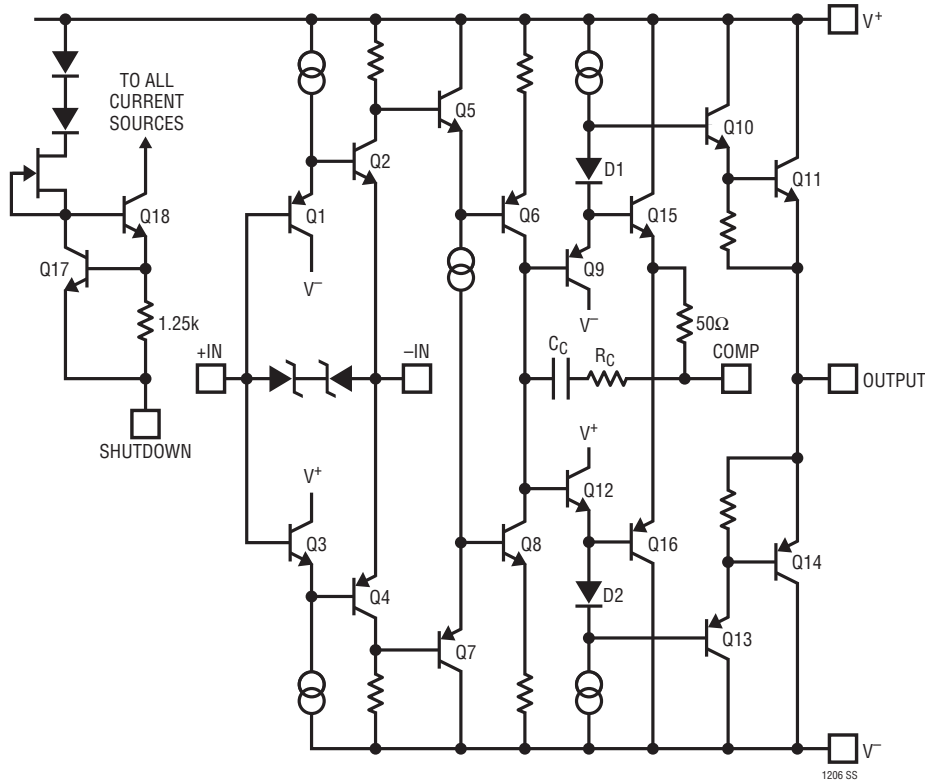 V+
TO ALL
CURRENT
SOURCES
Q5
Q10
Q2
D1
Q11
Q18
Q1
Q6
Q15
Q17
Q9
V–
V–
1.25k
50Ω
+IN
–IN
CC
RC
COMP
OUTPUT
SHUTDOWN
V+
V+
Q12
Q3
Q8
Q16
Q14
Q4
D2
Q7
Q13
V–
1206 SS